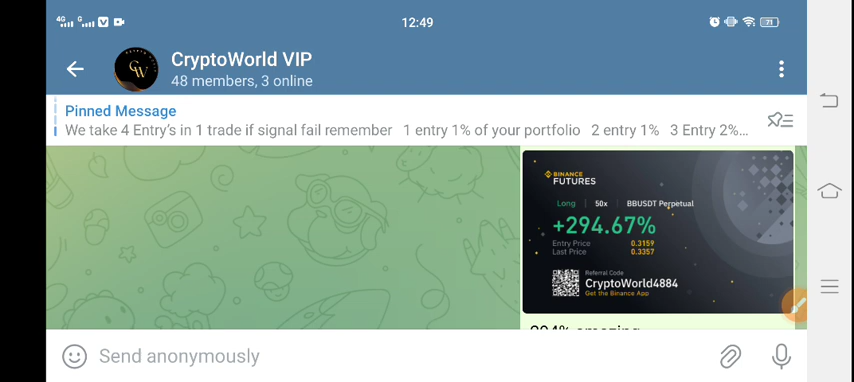 4G G V 12:49 71
CryptoWorld VIP
48 members, 3 online
Pinned Message
We take 4 Entry's in 1 trade if signal fail remember 1 entry 1% of your portfolio 2 entry 1% 3 Entry 2%...
BINANCE
FUTURES
Long | 50x | BBUSDT Perpetual
+294.67%
Entry Price 0.3159
Last Price 0.3357
Referral Code
CryptoWorld4884
Get the Binance App
Send anonymously